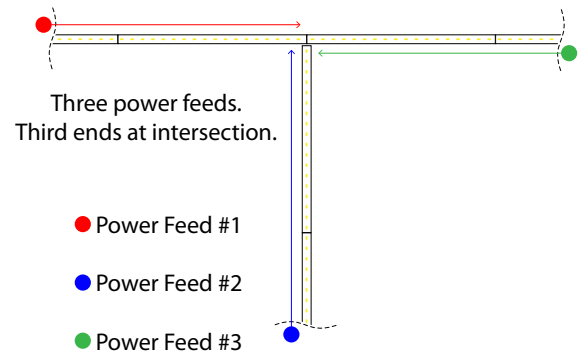 Three power feeds.
Third ends at intersection.
Power Feed #1
Power Feed #2
Power Feed #3